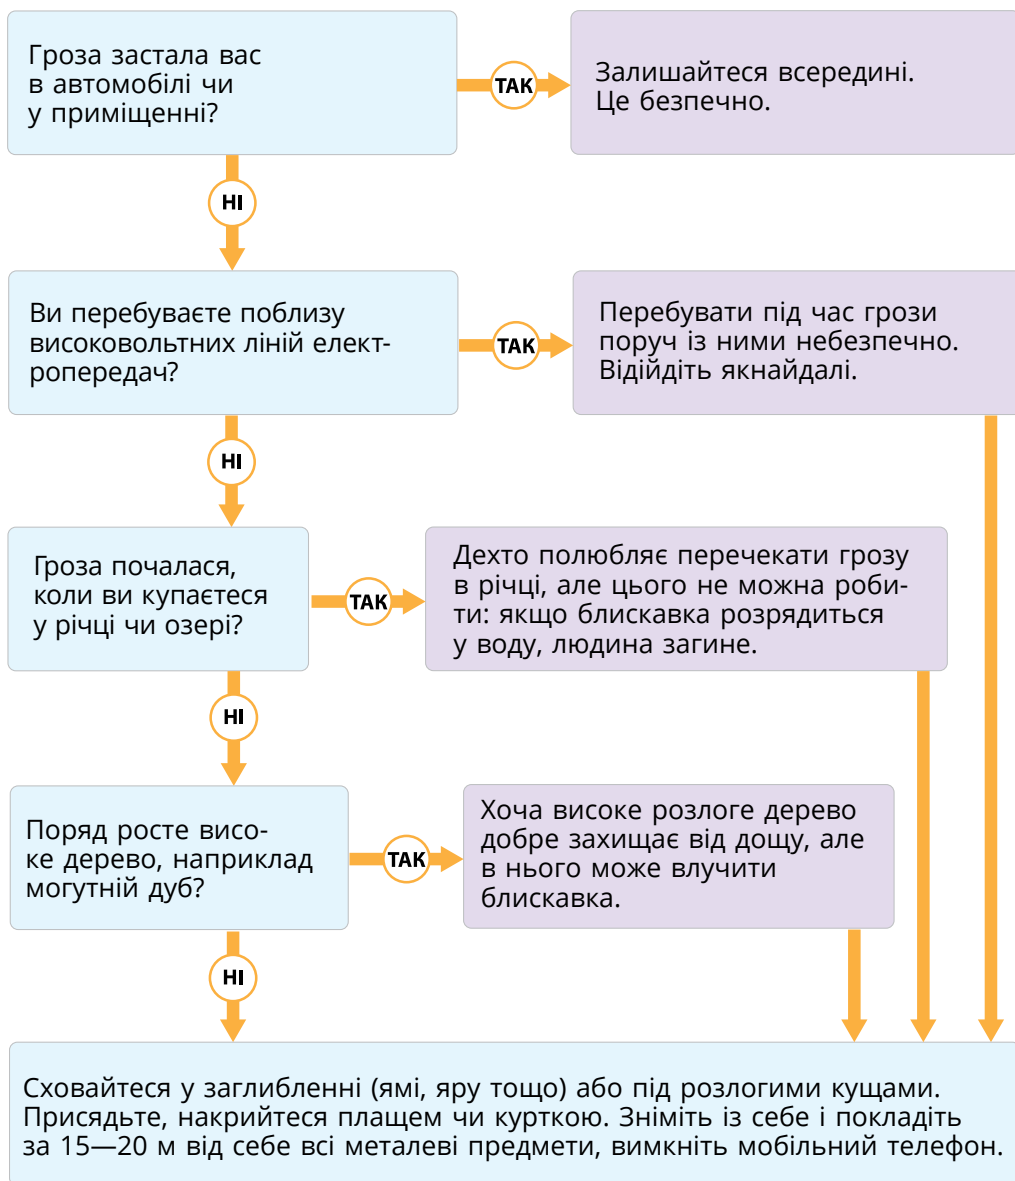 Гроза застала вас
в автомобілі чи
у приміщенні?
ТАК
Залишайтеся всередині.
Це безпечно.
НІ
Ви перебуваєте поблизу
високовольтних ліній елект-
ропередач?
ТАК
Перебувати під час грози
поруч із ними небезпечно.
Відійдіть якнайдалі.
НІ
Гроза почалася,
коли ви купаєтеся
у річці чи озері?
ТАК
Дехто полюбляє перечекати грозу
в річці, але цього не можна роби-
ти: якщо блискавка розрядиться
у воду, людина загине.
НІ
Поряд росте висо-
ке дерево, наприклад
могутній дуб?
ТАК
Хоча високе розлоге дерево
добре захищає від дощу, але
в нього може влучити
блискавка.
НІ
Сховайтеся у заглибленні (ямі, яру тощо) або під розлогими кущами.
Присядьте, накрийтеся плащем чи курткою. Зніміть із себе і покладіть
за 15—20 м від себе всі металеві предмети, вимкніть мобільний телефон.